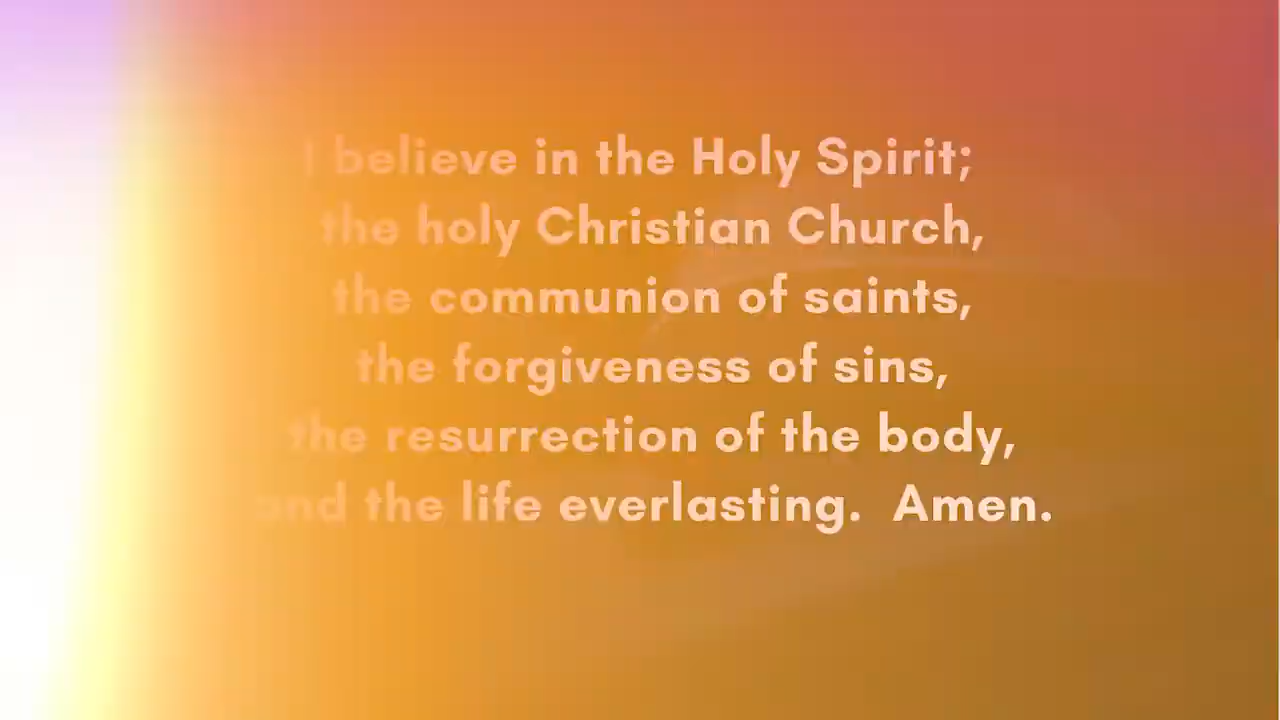 I believe in the Holy Spirit;
the holy Christian Church,
the communion of saints,
the forgiveness of sins,
the resurrection of the body,
and the life everlasting.  Amen.